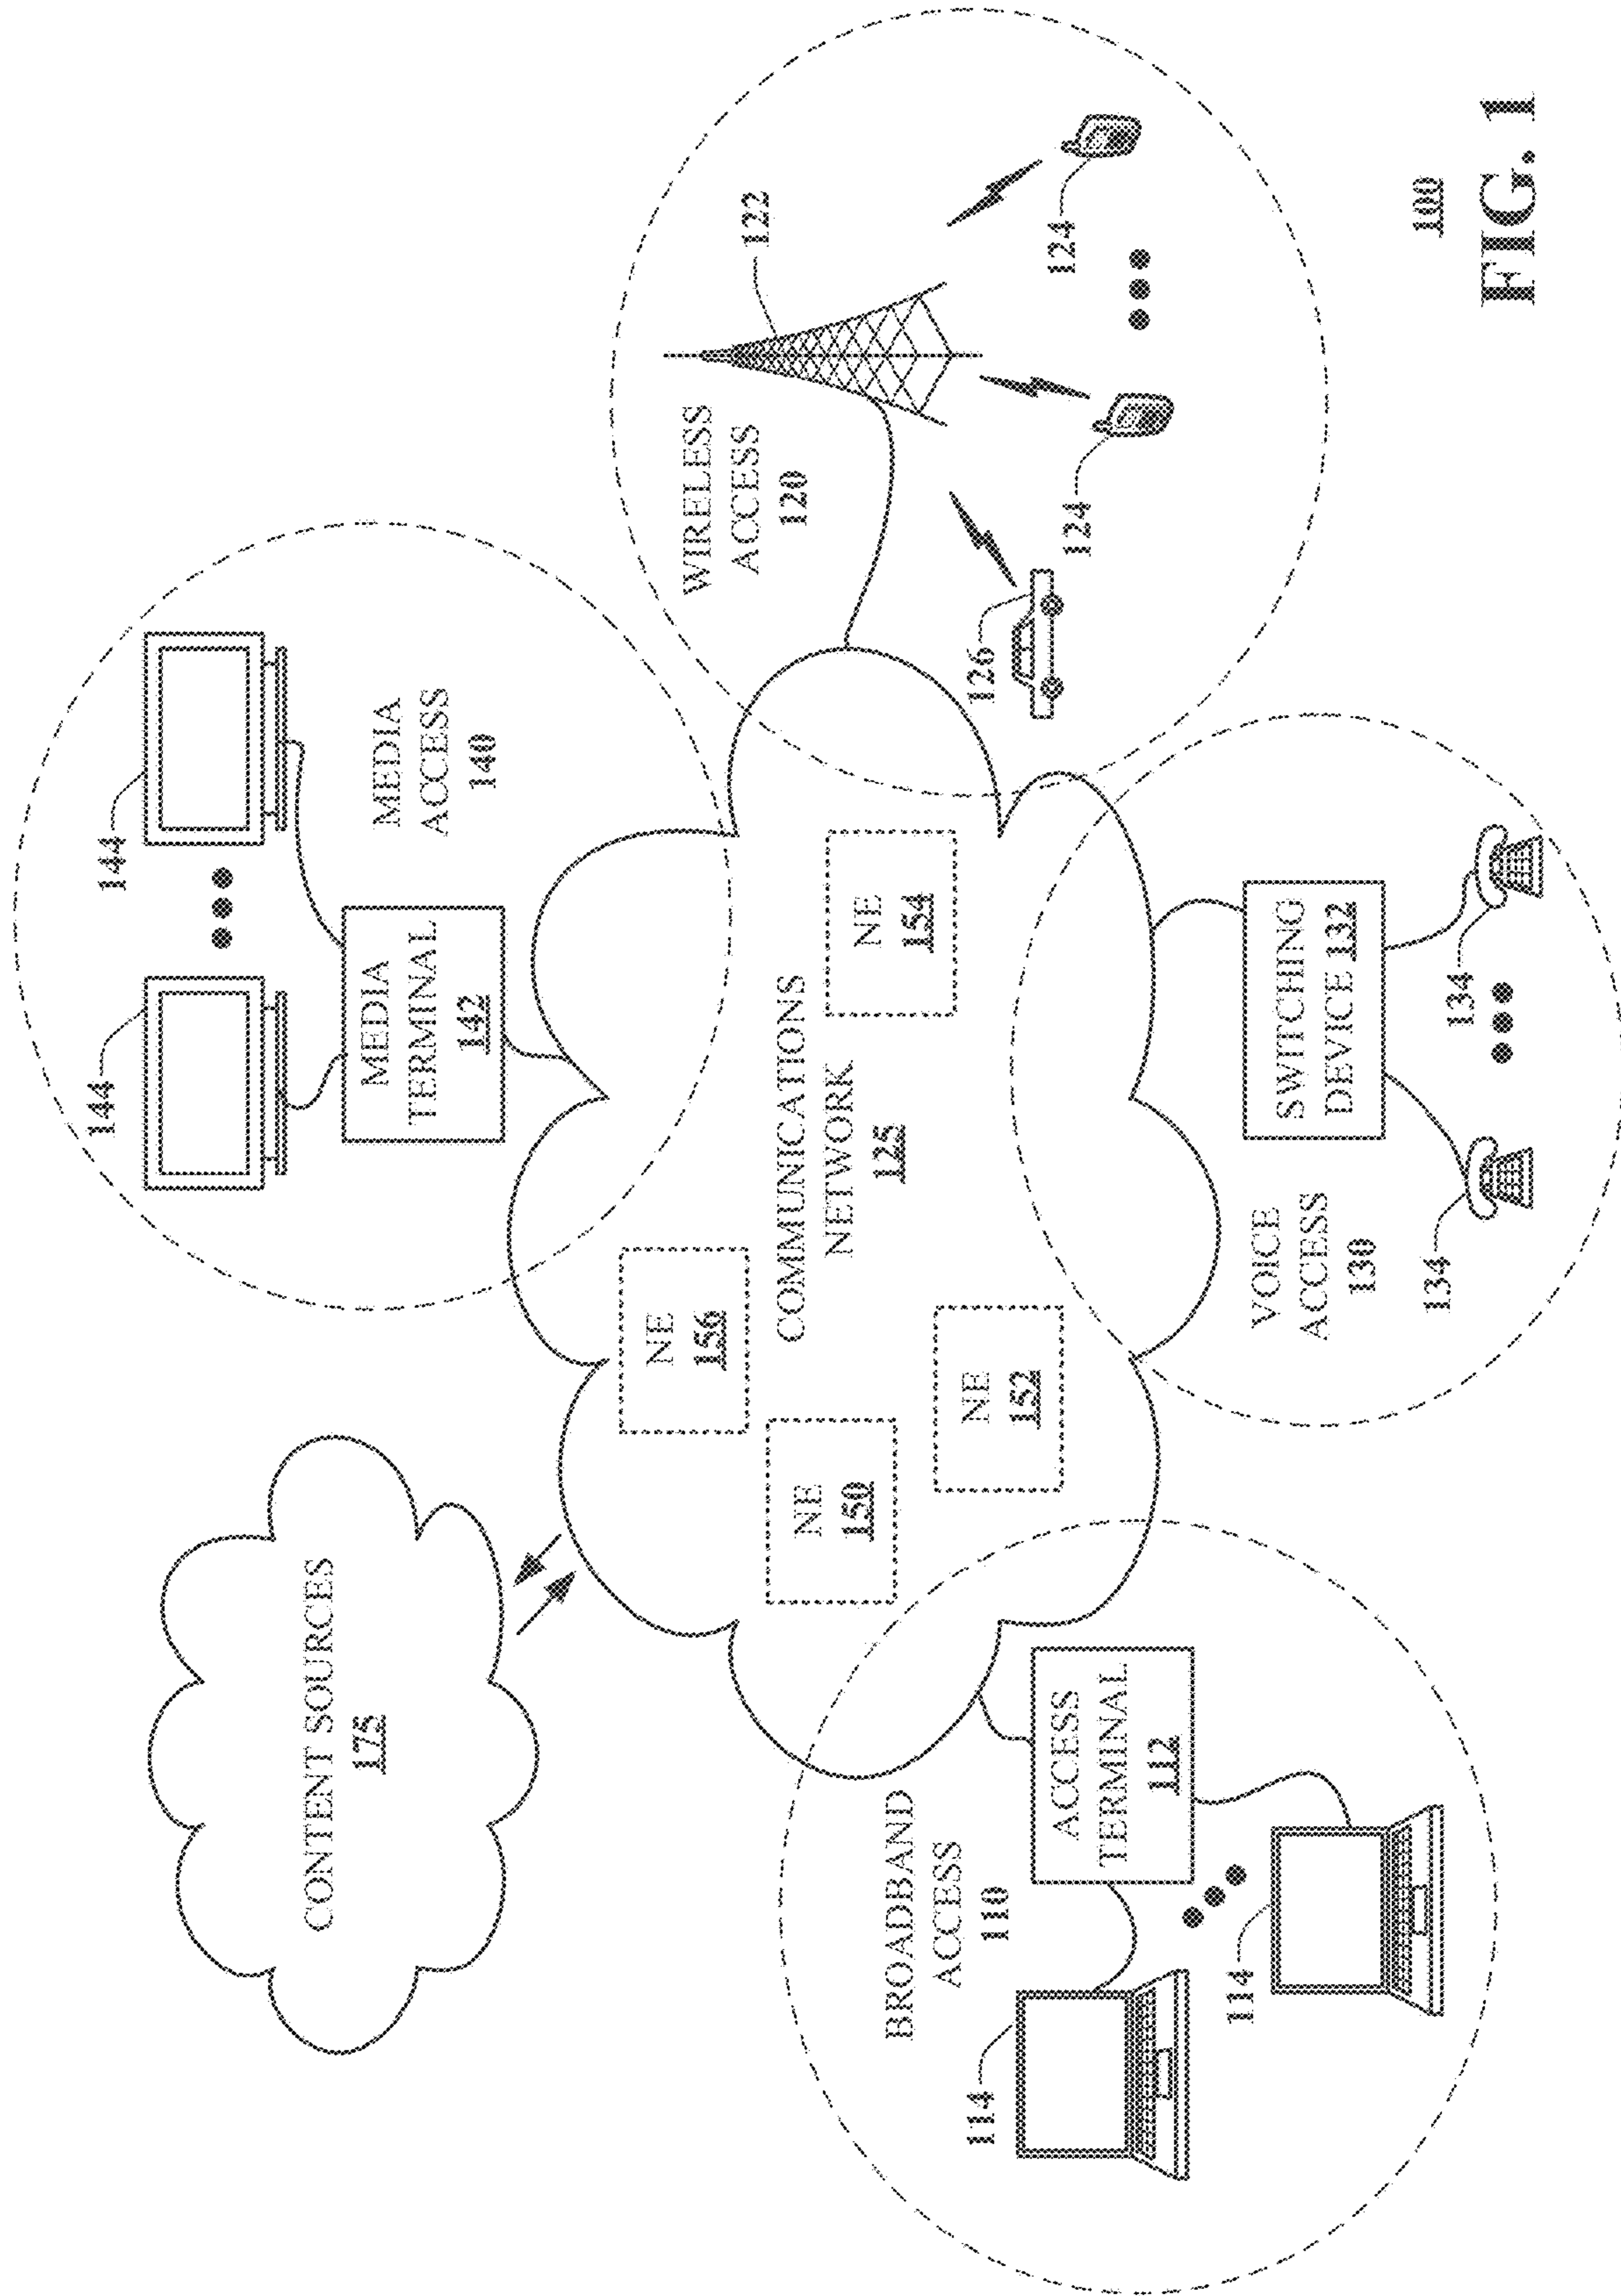 CONTENT SOURCES
175
144
144
MEDIA
TERMINAL
142
MEDIA
ACCESS
140
WIRELESS
ACCESS
120
122
124
124
126
NE
156
NE
150
NE
152
NE
154
COMMUNICATIONS
NETWORK
125
BROADBAND
ACCESS
110
ACCESS
TERMINAL
112
114
114
VOICE
ACCESS
130
SWITCHING
DEVICE 132
134
134
100
FIG. 1